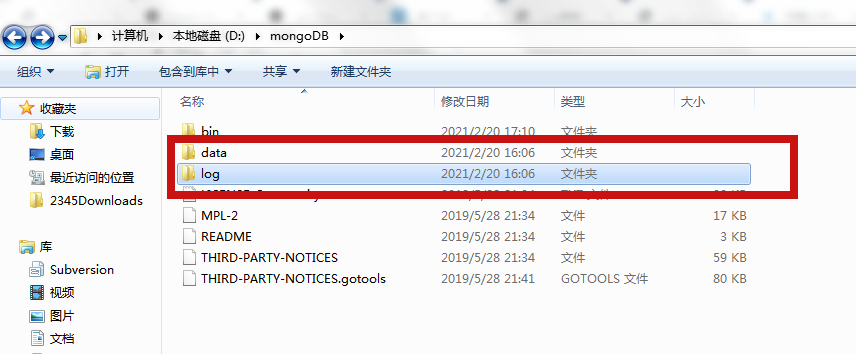 计算机 本地磁盘 (D:) mongoDB
组织 打开 包含到库中 共享 新建文件夹
收藏夹
下载
桌面
最近访问的位置
2345Downloads
库
Subversion
视频
图片
文档
名称 修改日期 类型 大小
bin 2021/2/20 17:10 文件夹
data 2021/2/20 16:06 文件夹
log 2021/2/20 16:06 文件夹
MPL-2 2019/5/28 21:34 文件 17 KB
README 2019/5/28 21:34 文件 3 KB
THIRD-PARTY-NOTICES 2019/5/28 21:34 文件 59 KB
THIRD-PARTY-NOTICES.gotools 2019/5/28 21:41 GOTOOLS 文件 80 KB